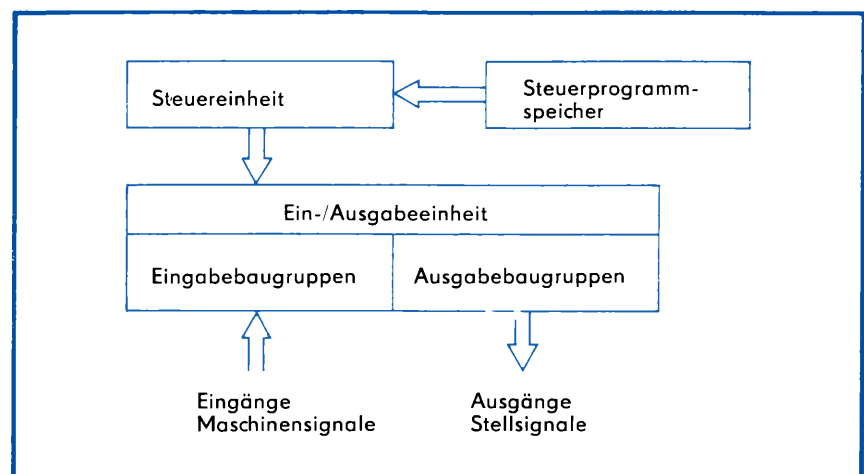 Steuereinheit
Steuerprogramm-
speicher
Ein-/Ausgabeeinheit
Eingabebaugruppen
Ausgabebaugruppen
Eingänge
Maschinensignale
Ausgänge
Stellsignale